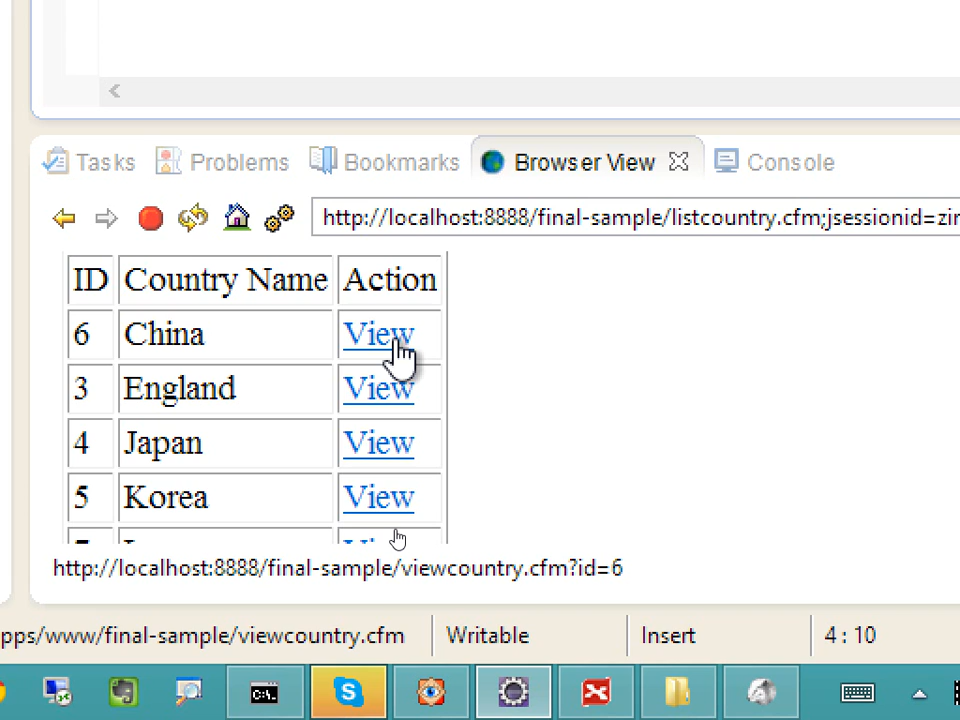 Tasks Problems Bookmarks Browser View Console
http://localhost:8888/final-sample/listcountry.cfm;jsessionid=zir
ID Country Name Action
6 China View
3 England View
4 Japan View
5 Korea View
http://localhost:8888/final-sample/viewcountry.cfm?id=6
pps/www/final-sample/viewcountry.cfm Writable Insert 4 : 10
C:\.